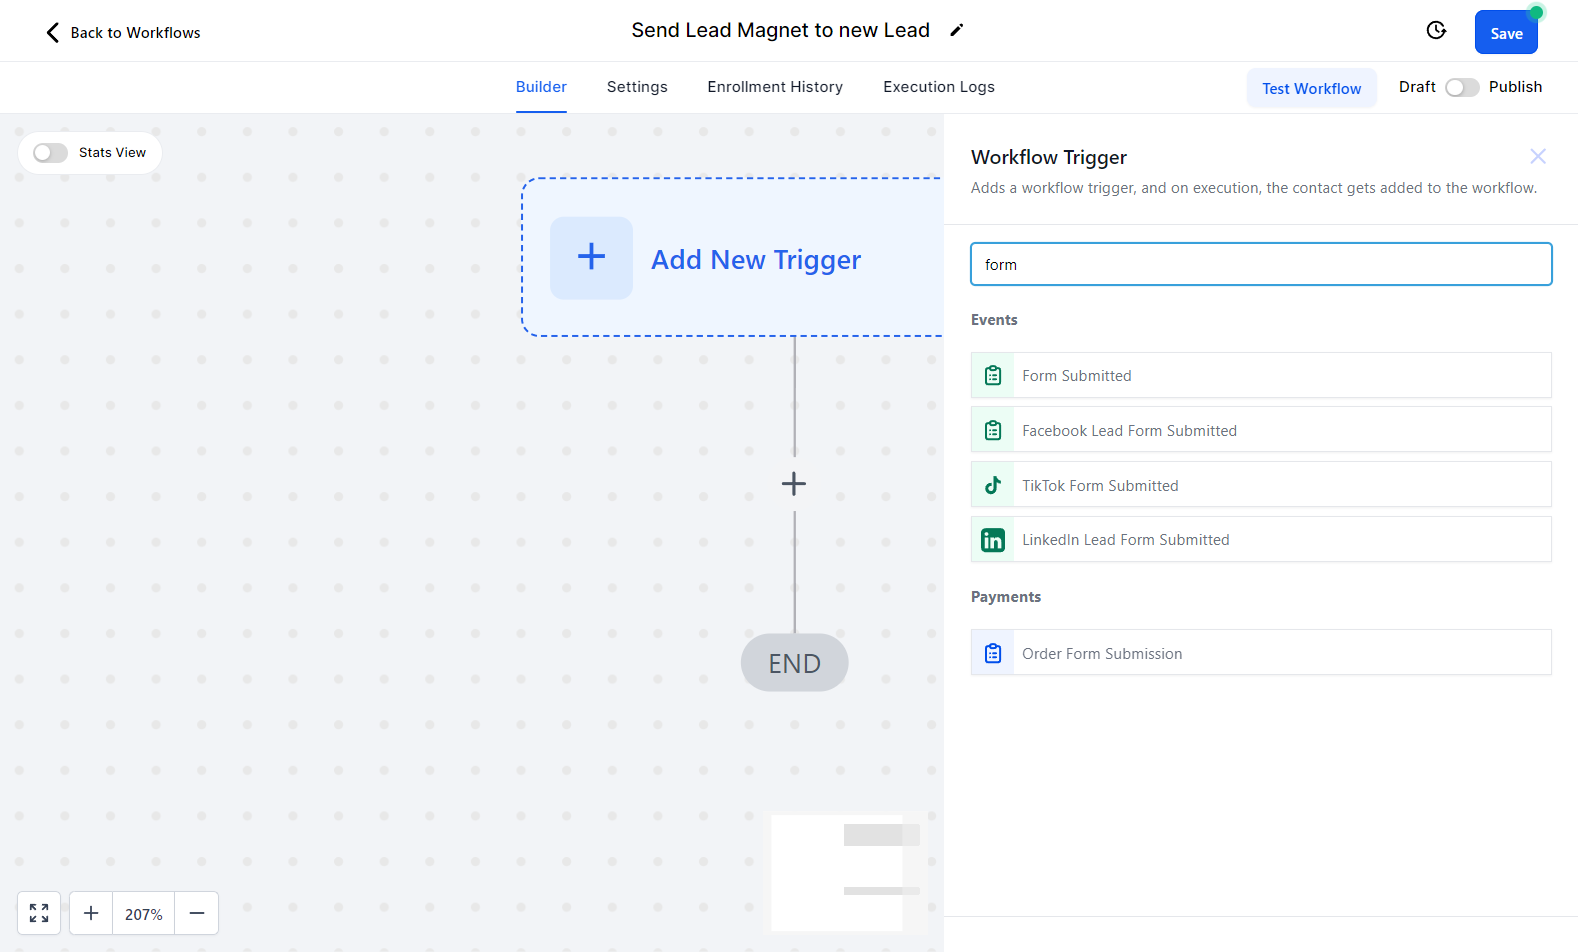 Back to Workflows
Send Lead Magnet to new Lead
Save
Builder
Settings
Enrollment History
Execution Logs
Test Workflow
Draft
Publish
Stats View
Add New Trigger
END
207%
Workflow Trigger
Adds a workflow trigger, and on execution, the contact gets added to the workflow.
form
Events
Form Submitted
Facebook Lead Form Submitted
TikTok Form Submitted
in
LinkedIn Lead Form Submitted
Payments
Order Form Submission